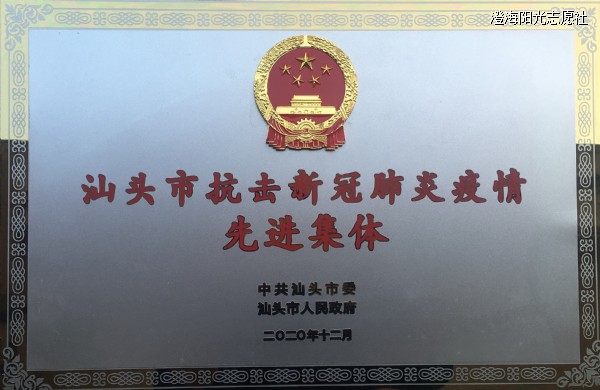 澄海阳光志愿社
汕头市抗击新冠肺炎疫情
先进集体
中共汕头市委
汕头市人民政府
二〇二〇年十二月